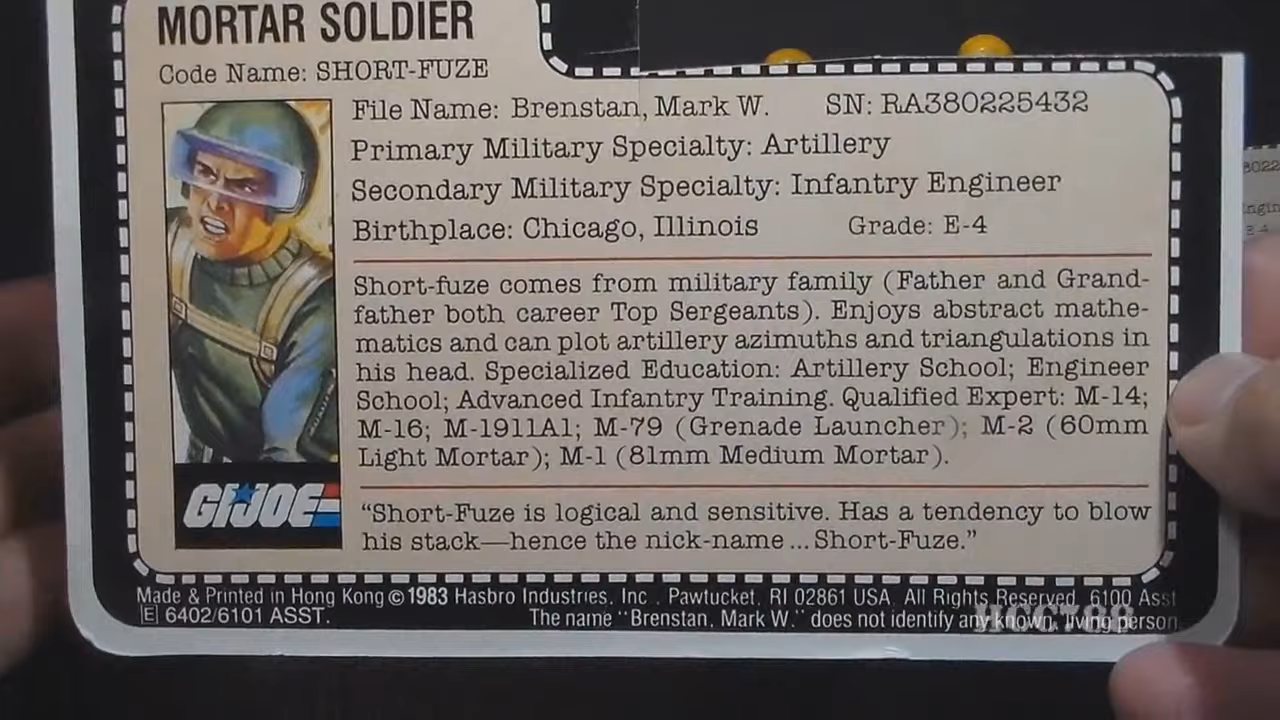 MORTAR SOLDIER
Code Name: SHORT-FUZE
File Name: Brenstan, Mark W. SN: RA380225432
Primary Military Specialty: Artillery
Secondary Military Specialty: Infantry Engineer
Birthplace: Chicago, Illinois Grade: E-4
Short-fuze comes from military family (Father and Grand-
father both career Top Sergeants). Enjoys abstract mathe-
matics and can plot artillery azimuths and triangulations in
his head. Specialized Education: Artillery School; Engineer
School; Advanced Infantry Training. Qualified Expert: M-14;
M-16; M-1911A1; M-79 (Grenade Launcher); M-2 (60mm
Light Mortar); M-1 (81mm Medium Mortar).
GIJOE
"Short-Fuze is logical and sensitive. Has a tendency to blow
his stack—hence the nick-name ... Short-Fuze."
Made & Printed in Hong Kong © 1983 Hasbro Industries, Inc. Pawtucket, RI 02861 USA. All Rights Reserved. 6100 Asst
E 6402/6101 ASST. The name "Brenstan, Mark W." does not identify any known, living person
HCC788